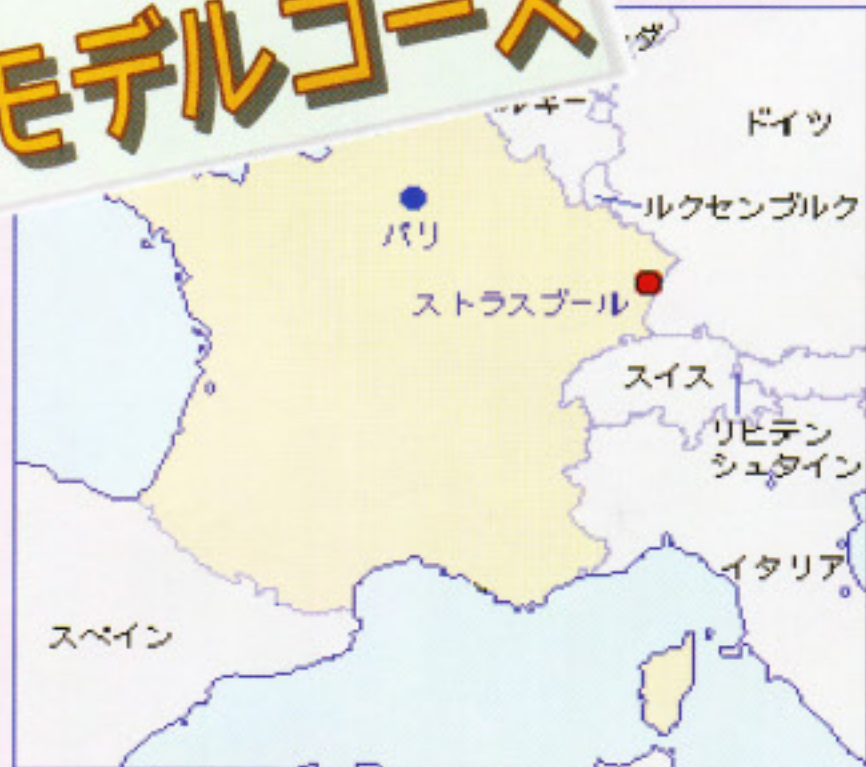 モデルコース
ドイツ
ルクセンブルク
パリ
ストラスブール
スイス
リヒテン
シュタイン
イタリア
スペイン